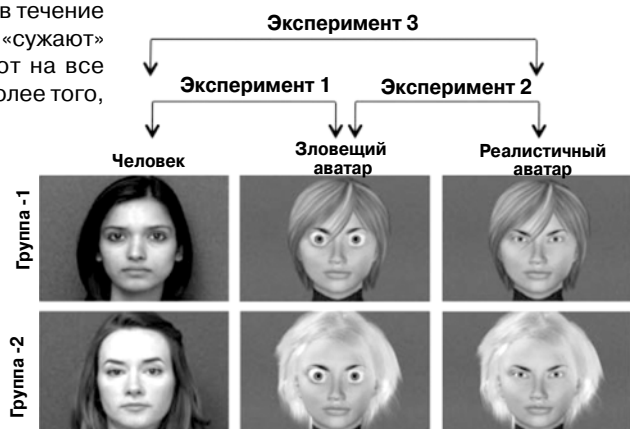 в течение
«сужают»
от на все
олее того,
Эксперимент 3
Эксперимент 1
Эксперимент 2
Человек
Зловещий
аватар
Реалистичный
аватар
Группа -1
Группа -2